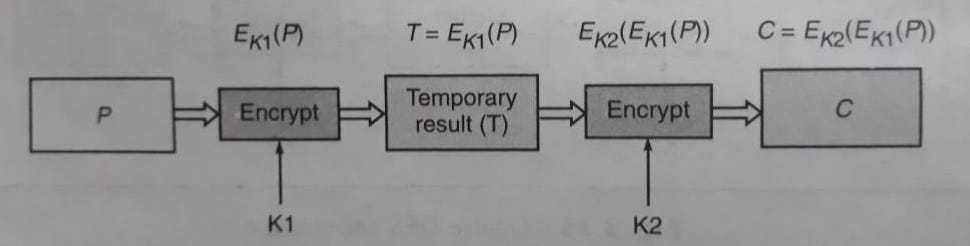 E_K1(P) T = E_K1(P) E_K2(E_K1(P)) C = E_K2(E_K1(P))
P Encrypt Temporary result (T) Encrypt C
K1 K2